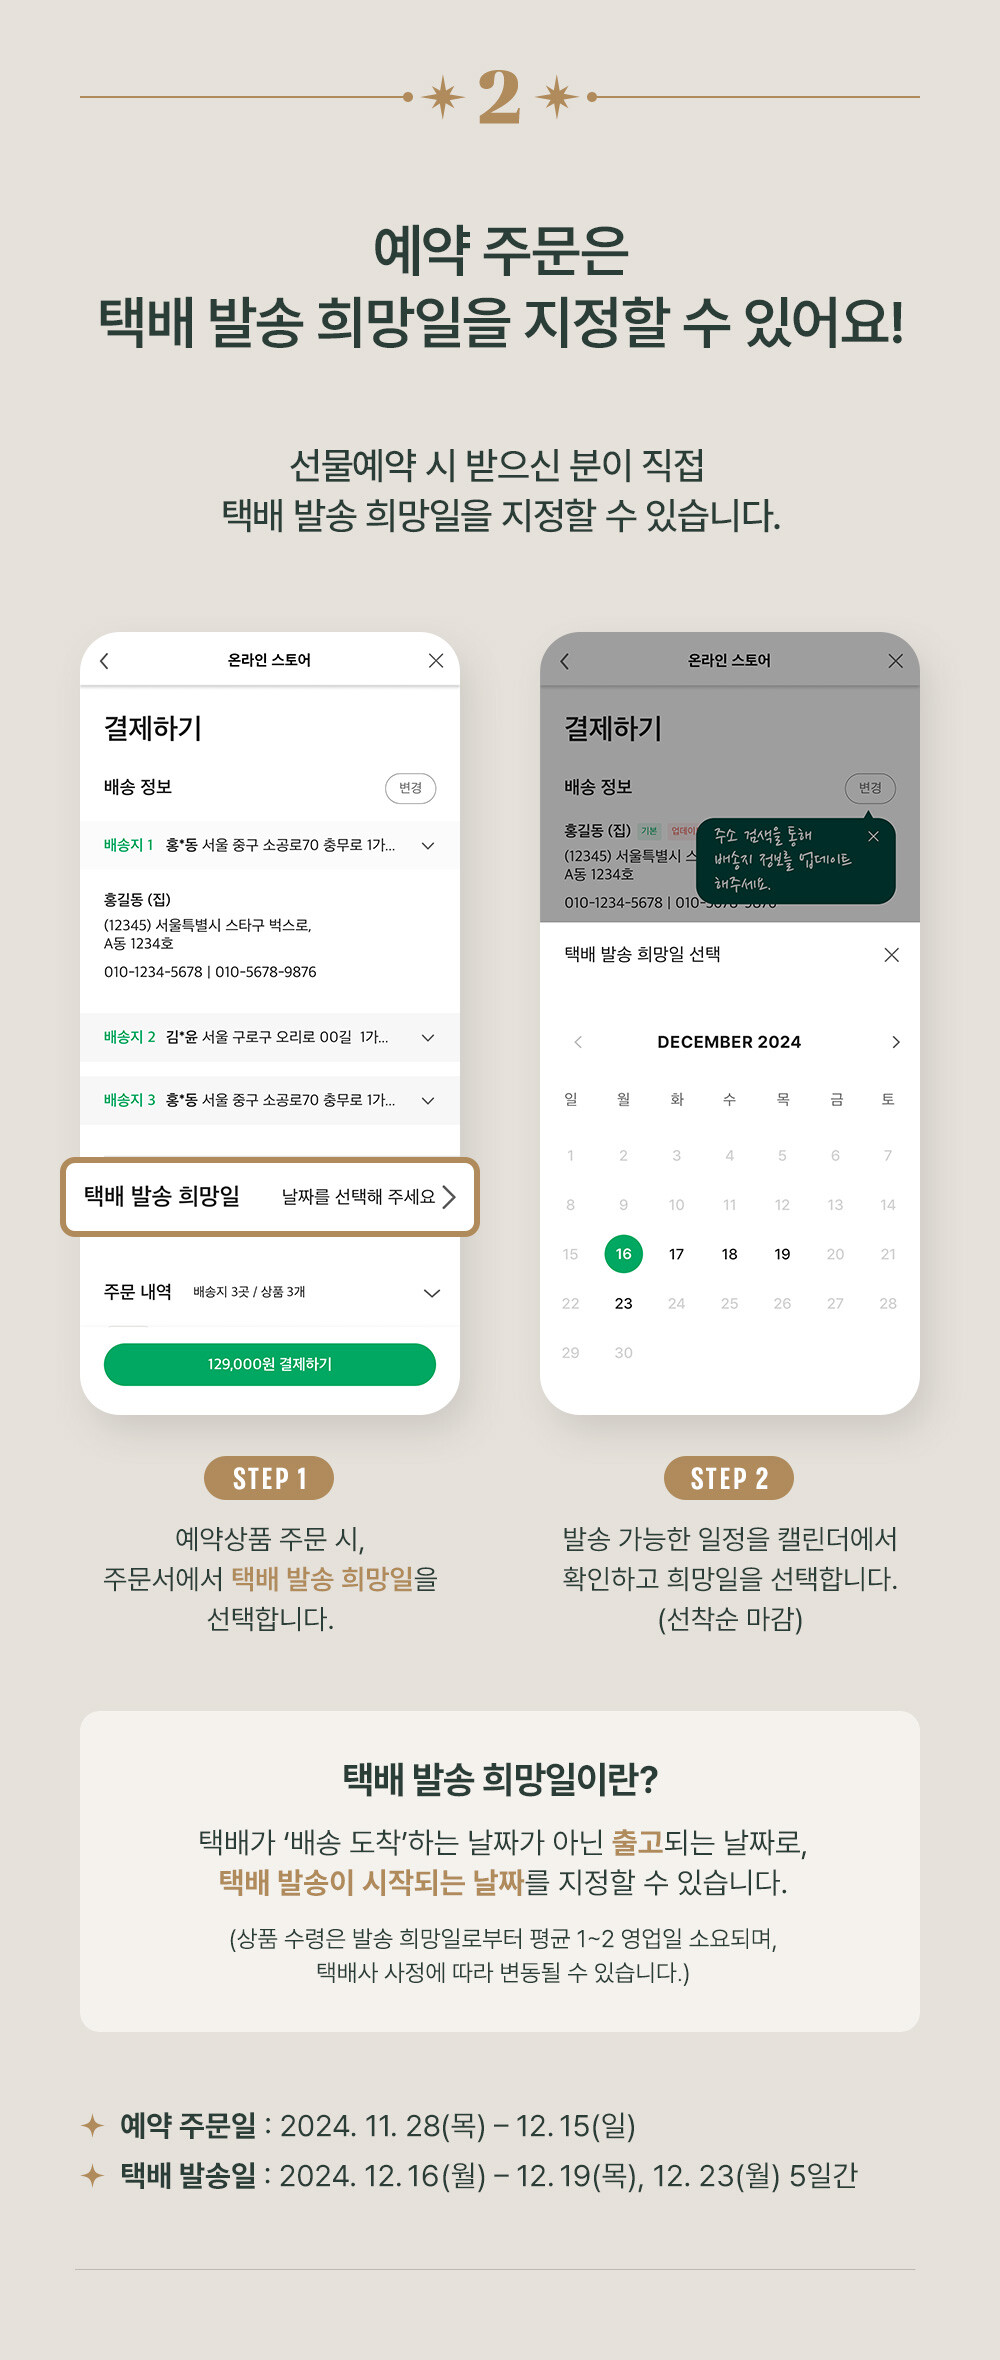 2
예약 주문은
택배 발송 희망일을 지정할 수 있어요!
선물예약 시 받으신 분이 직접
택배 발송 희망일을 지정할 수 있습니다.
온라인 스토어
결제하기
배송 정보 변경
배송지 1 홍*동 서울 중구 소공로70 충무로 1가...
홍길동 (집)
(12345) 서울특별시 스타구 벅스로,
A동 1234호
010-1234-5678 | 010-5678-9876
배송지 2 김*윤 서울 구로구 오리로 00길 1가...
배송지 3 홍*동 서울 중구 소공로70 충무로 1가...
택배 발송 희망일 날짜를 선택해 주세요
주문 내역 배송지 3곳 / 상품 3개
129,000원 결제하기
온라인 스토어
결제하기
배송 정보 변경
홍길동 (집) 기본
(12345) 서울특별시
A동 1234호
010-1234-5678 | 010-5678-9876
주소 검색을 통해
배송지 정보를 업데이트
해주세요.
택배 발송 희망일 선택
DECEMBER 2024
일 월 화 수 목 금 토
1 2 3 4 5 6 7
8 9 10 11 12 13 14
15 16 17 18 19 20 21
22 23 24 25 26 27 28
29 30
STEP 1
예약상품 주문 시,
주문서에서 택배 발송 희망일을
선택합니다.
STEP 2
발송 가능한 일정을 캘린더에서
확인하고 희망일을 선택합니다.
(선착순 마감)
택배 발송 희망일이란?
택배가 ‘배송 도착’하는 날짜가 아닌 출고되는 날짜로,
택배 발송이 시작되는 날짜를 지정할 수 있습니다.
(상품 수령은 발송 희망일로부터 평균 1~2 영업일 소요되며,
택배사 사정에 따라 변동될 수 있습니다.)
예약 주문일 : 2024. 11. 28(목) – 12. 15(일)
택배 발송일 : 2024. 12. 16(월) – 12. 19(목), 12. 23(월) 5일간